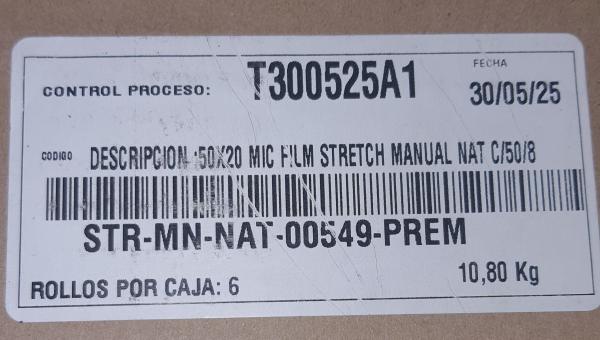 CONTROL PROCESO: T300525A1
FECHA
30/05/25
CODIGO DESCRIPCION :50X20 MIC FILM STRETCH MANUAL NAT C/50/8
STR-MN-NAT-00549-PREM
ROLLOS POR CAJA: 6
10,80 Kg